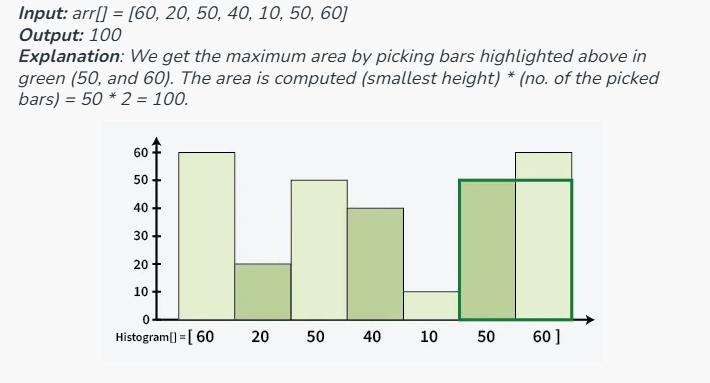 Input: arr[] = [60, 20, 50, 40, 10, 50, 60]
Output: 100
Explanation: We get the maximum area by picking bars highlighted above in
green (50, and 60). The area is computed (smallest height) * (no. of the picked
bars) = 50 * 2 = 100.
60
50
40
30
20
10
0
Histogram[] = [ 60 20 50 40 10 50 60 ]